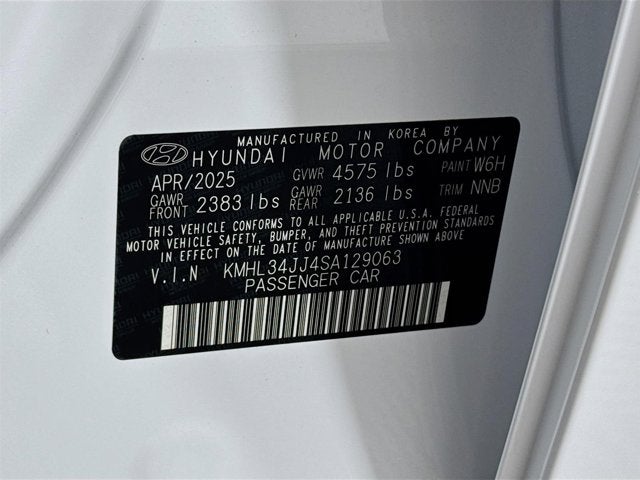 MANUFACTURED IN KOREA BY
HYUNDAI MOTOR COMPANY
APR/2025 GVWR 4575 lbs PAINT W6H
GAWR FRONT 2383 lbs GAWR REAR 2136 lbs TRIM NNB
THIS VEHICLE CONFORMS TO ALL APPLICABLE U.S.A. FEDERAL
MOTOR VEHICLE SAFETY, BUMPER, AND THEFT PREVENTION STANDARDS
IN EFFECT ON THE DATE OF MANUFACTURE SHOWN ABOVE.
V.I.N KMHL34JJ4SA129063
PASSENGER CAR